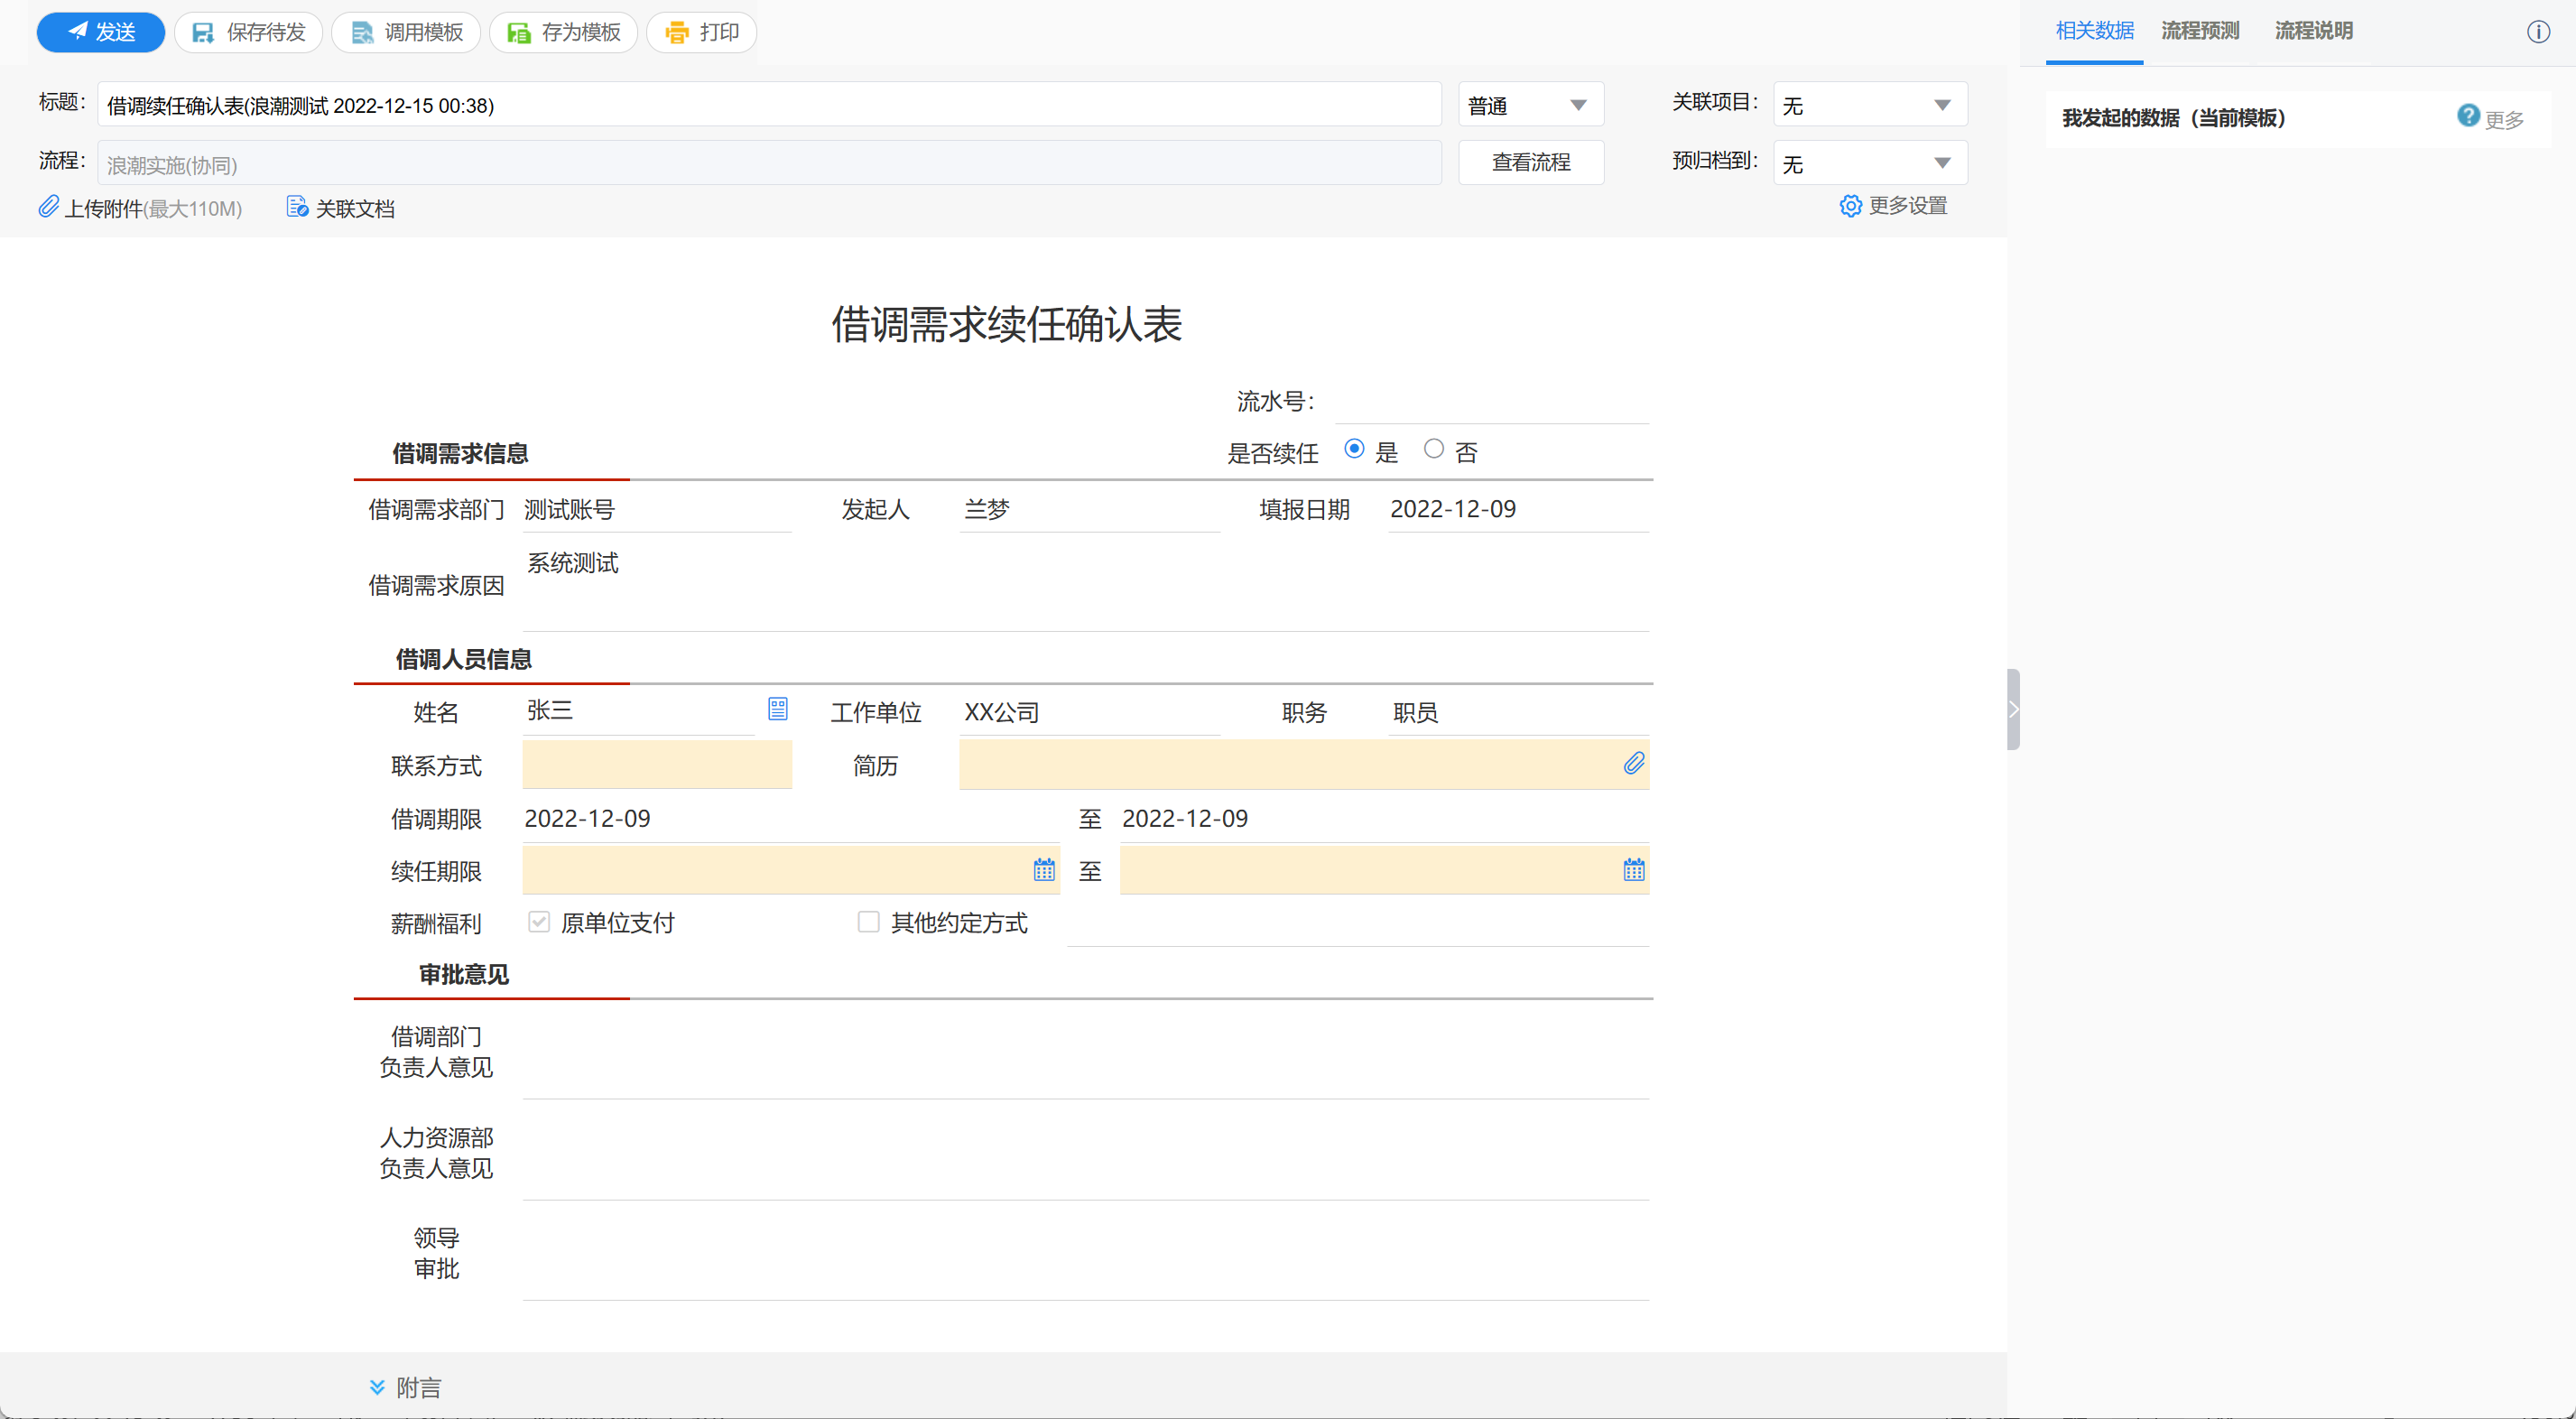 发送 保存待发 调用模板 存为模板 打印
相关数据 流程预测 流程说明
标题： 借调续任确认表(浪潮测试 2022-12-15 00:38) 普通 关联项目： 无
我发起的数据（当前模板） 更多
流程： 浪潮实施(协同) 查看流程 预归档到： 无
上传附件(最大110M) 关联文档 更多设置
借调需求续任确认表
流水号：
借调需求信息 是否续任 是 否
借调需求部门 测试账号 发起人 兰梦 填报日期 2022-12-09
借调需求原因 系统测试
借调人员信息
姓名 张三 工作单位 XX公司 职务 职员
联系方式 简历
借调期限 2022-12-09 至 2022-12-09
续任期限 至
薪酬福利 原单位支付 其他约定方式
审批意见
借调部门
负责人意见
人力资源部
负责人意见
领导
审批
附言